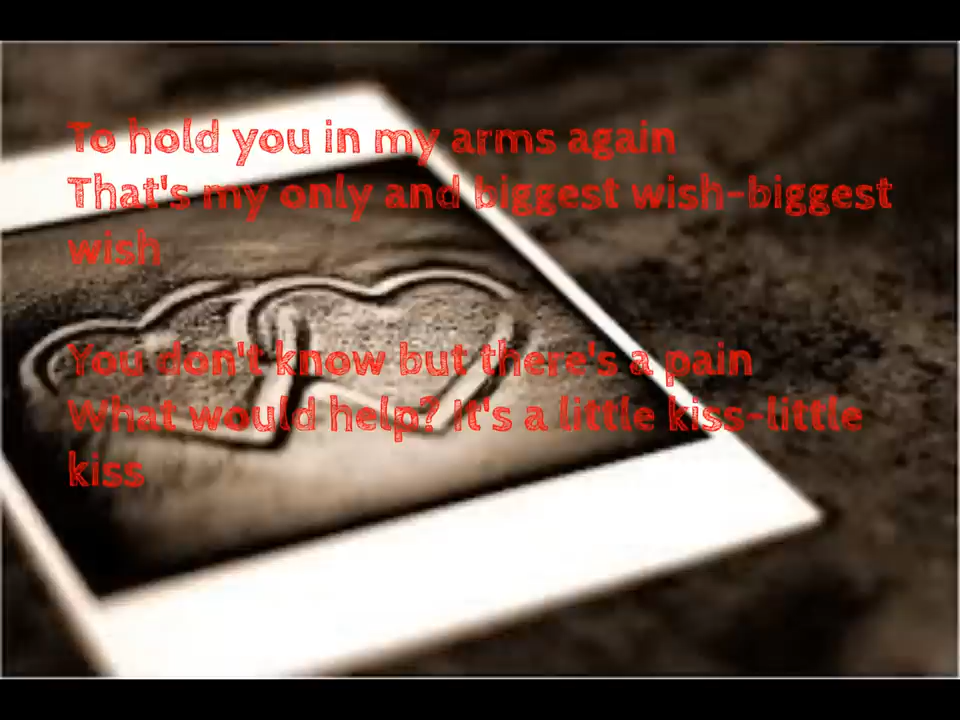 To hold you in my arms again
That's my only and biggest wish-biggest
wish
You don't know but there's a pain
What would help? It's a little kiss-little
kiss